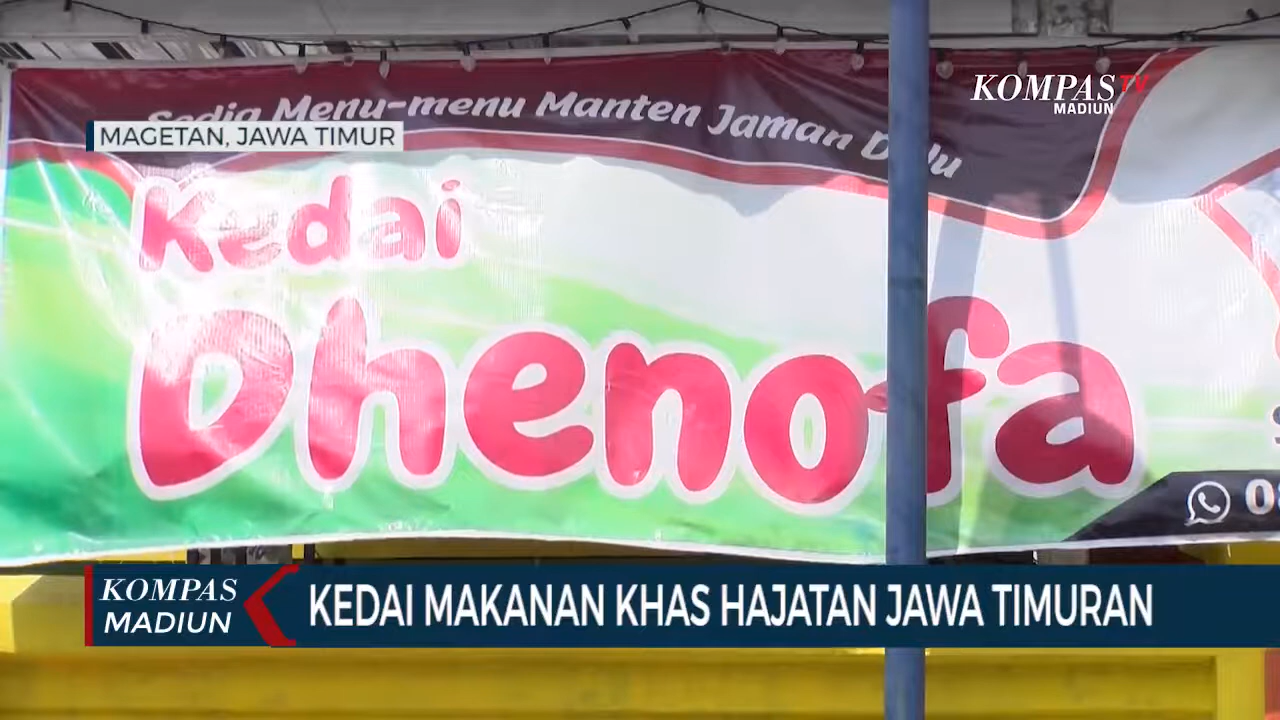 KOMPAS TV
MADIUN
Sedia Menu-menu Manten Jaman Dulu
MAGETAN, JAWA TIMUR
Kedai
Dhenofa
KOMPAS
MADIUN
KEDAI MAKANAN KHAS HAJATAN JAWA TIMURAN